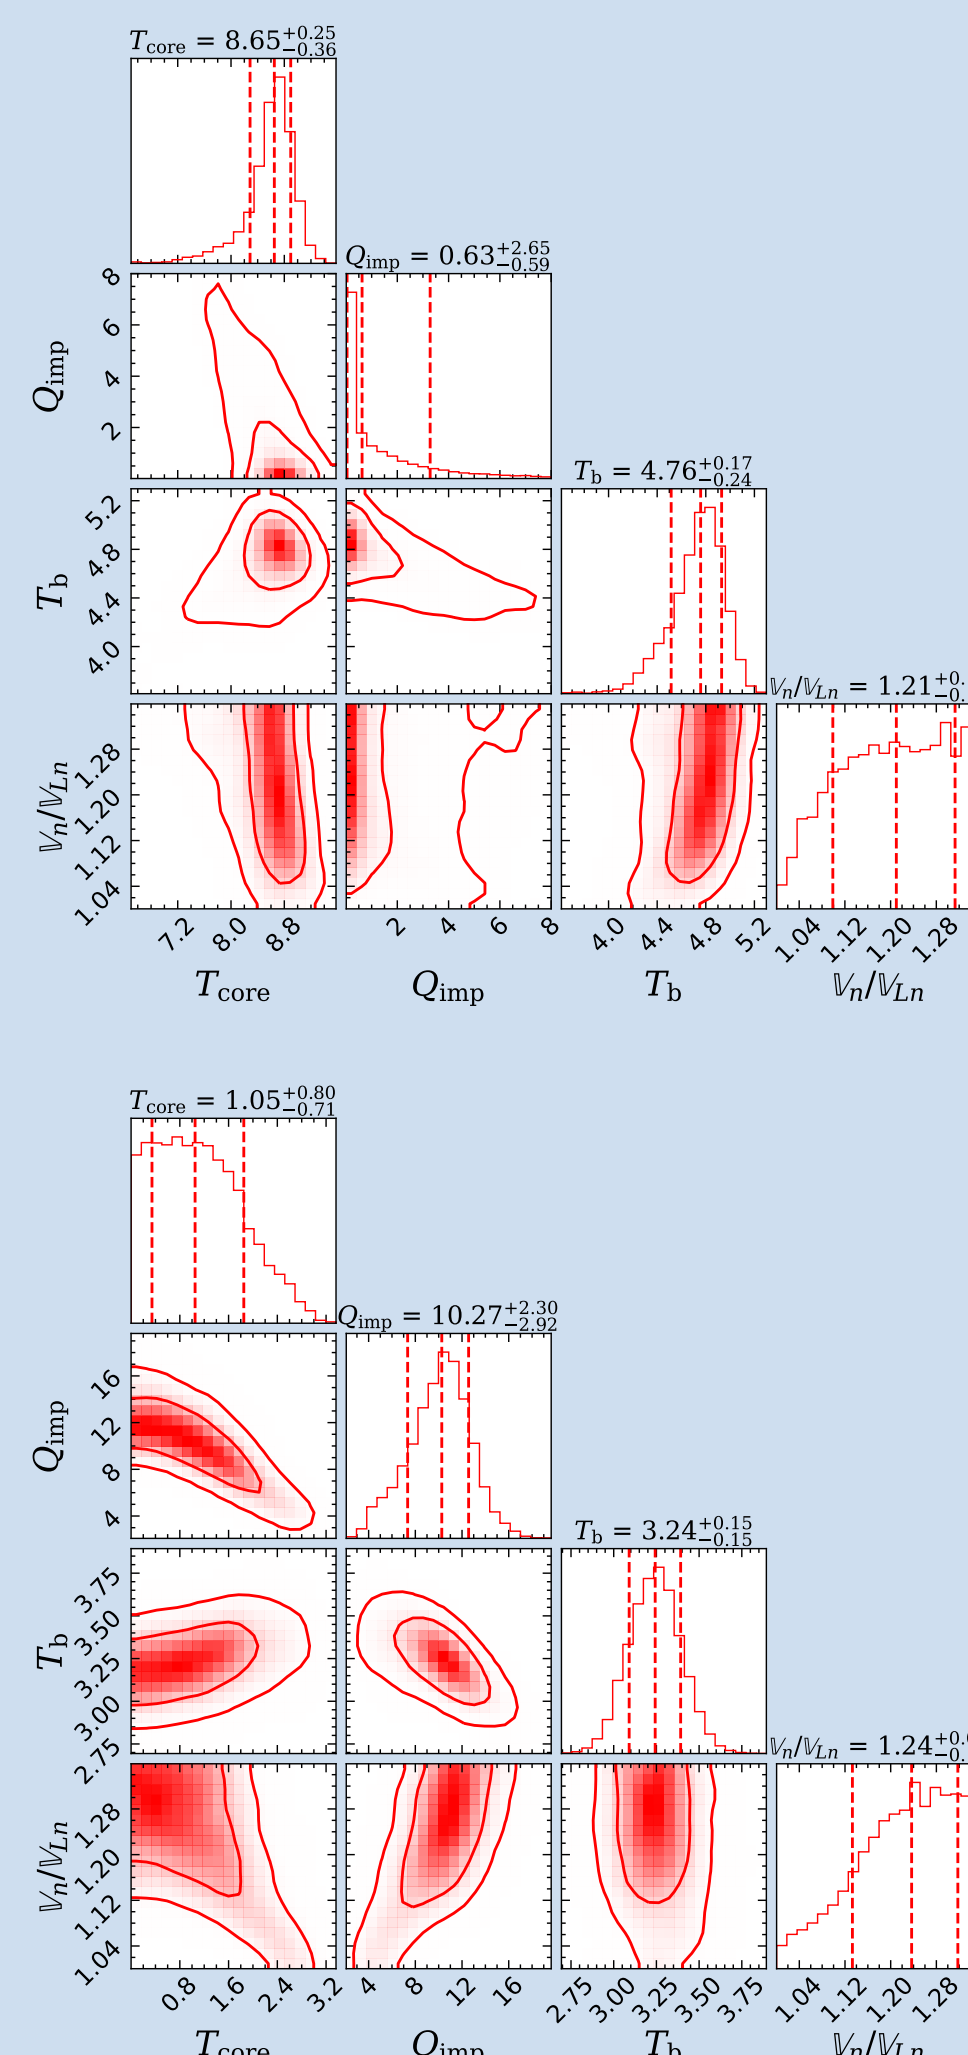 T_core = 8.65 +0.25 −0.36
Q_imp = 0.63 +2.65 −0.59
8
6
4
2
Q_imp
T_b = 4.76 +0.17 −0.24
5.2
4.8
4.4
4.0
T_b
𝕍_n/𝕍_Ln = 1.21
1.28
1.20
1.12
1.04
𝕍_n/𝕍_Ln
7.2 8.0 8.8 2 4 6 8 4.0 4.4 4.8 5.2 1.04 1.12 1.20 1.28
T_core Q_imp T_b 𝕍_n/𝕍_Ln
T_core = 1.05 +0.80 −0.71
Q_imp = 10.27 +2.30 −2.92
16
12
8
4
Q_imp
T_b = 3.24 +0.15 −0.15
3.75
3.50
3.25
3.00
2.75
T_b
𝕍_n/𝕍_Ln = 1.24
1.28
1.20
1.12
1.04
𝕍_n/𝕍_Ln
0.8 1.6 2.4 3.2 4 8 12 16 2.75 3.00 3.25 3.50 3.75 1.04 1.12 1.20 1.28
T_core Q_imp T_b 𝕍_n/𝕍_Ln